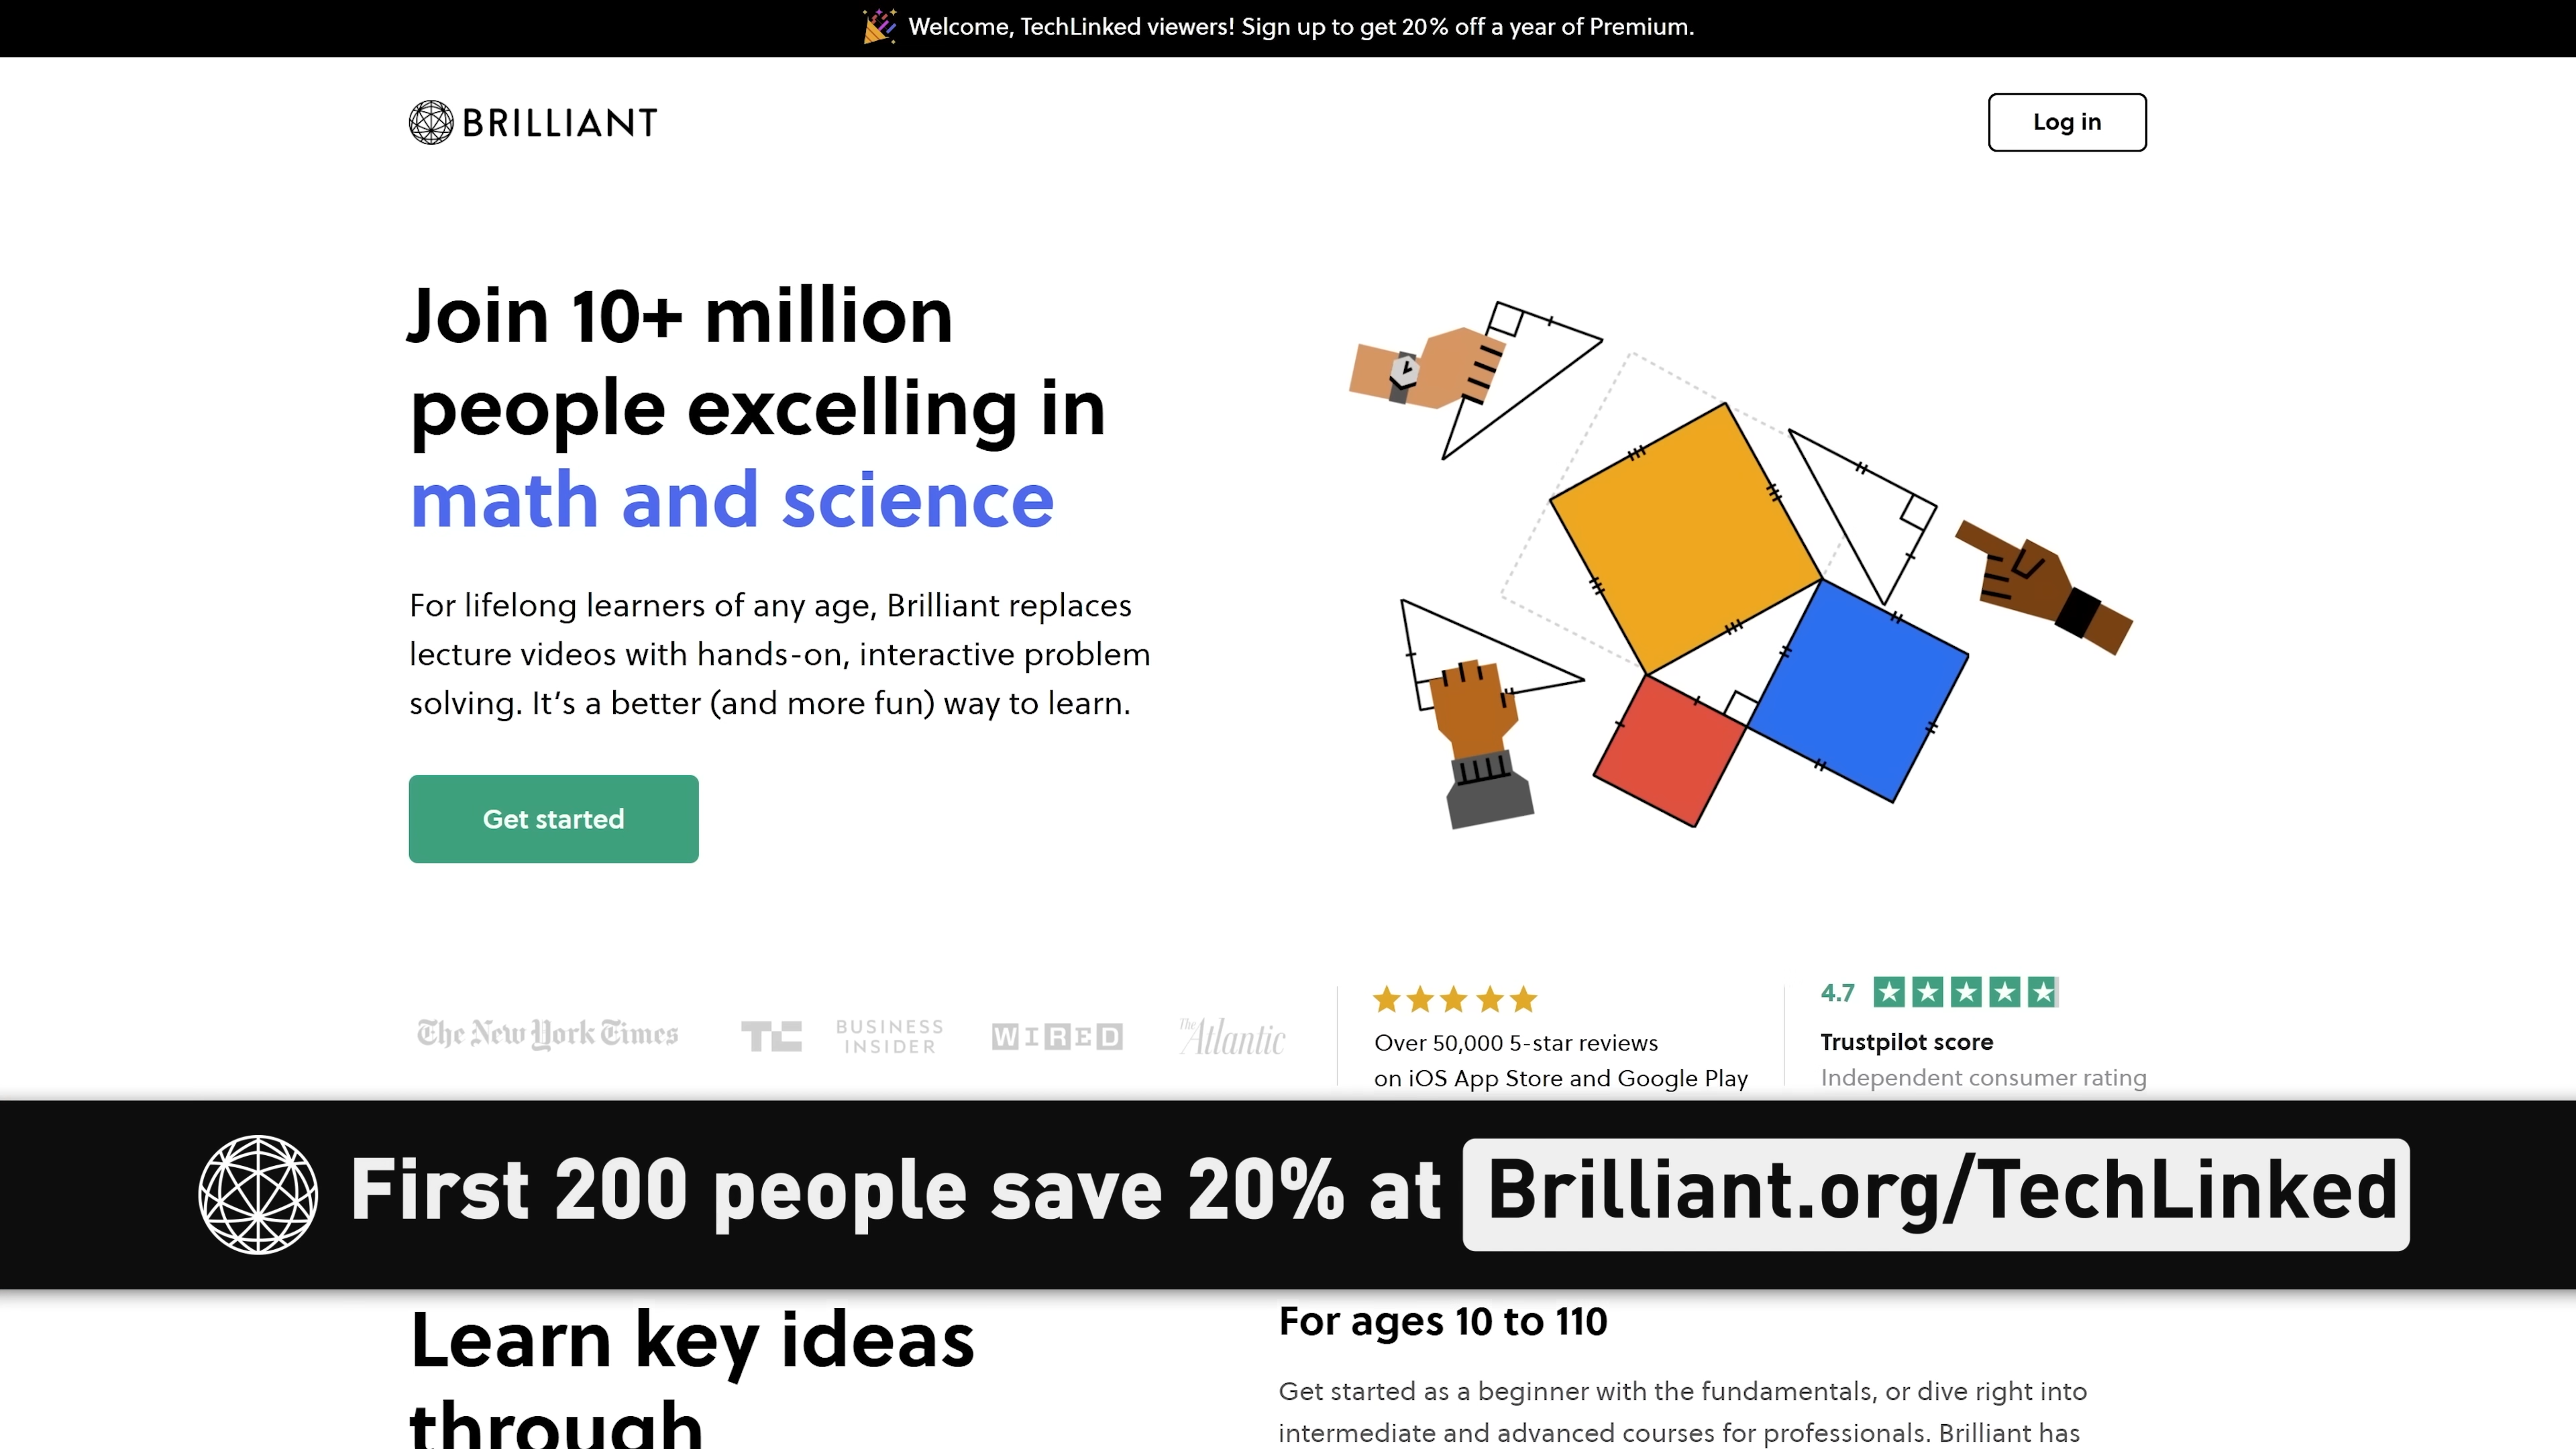 Welcome, TechLinked viewers! Sign up to get 20% off a year of Premium.
BRILLIANT
Log in
Join 10+ million
people excelling in
math and science
For lifelong learners of any age, Brilliant replaces
lecture videos with hands-on, interactive problem
solving. It’s a better (and more fun) way to learn.
Get started
The New York Times
TC
BUSINESS
INSIDER
WIRED
The Atlantic
Over 50,000 5-star reviews
on iOS App Store and Google Play
4.7
Trustpilot score
Independent consumer rating
First 200 people save 20% at Brilliant.org/TechLinked
Learn key ideas
through
For ages 10 to 110
Get started as a beginner with the fundamentals, or dive right into
intermediate and advanced courses for professionals. Brilliant has